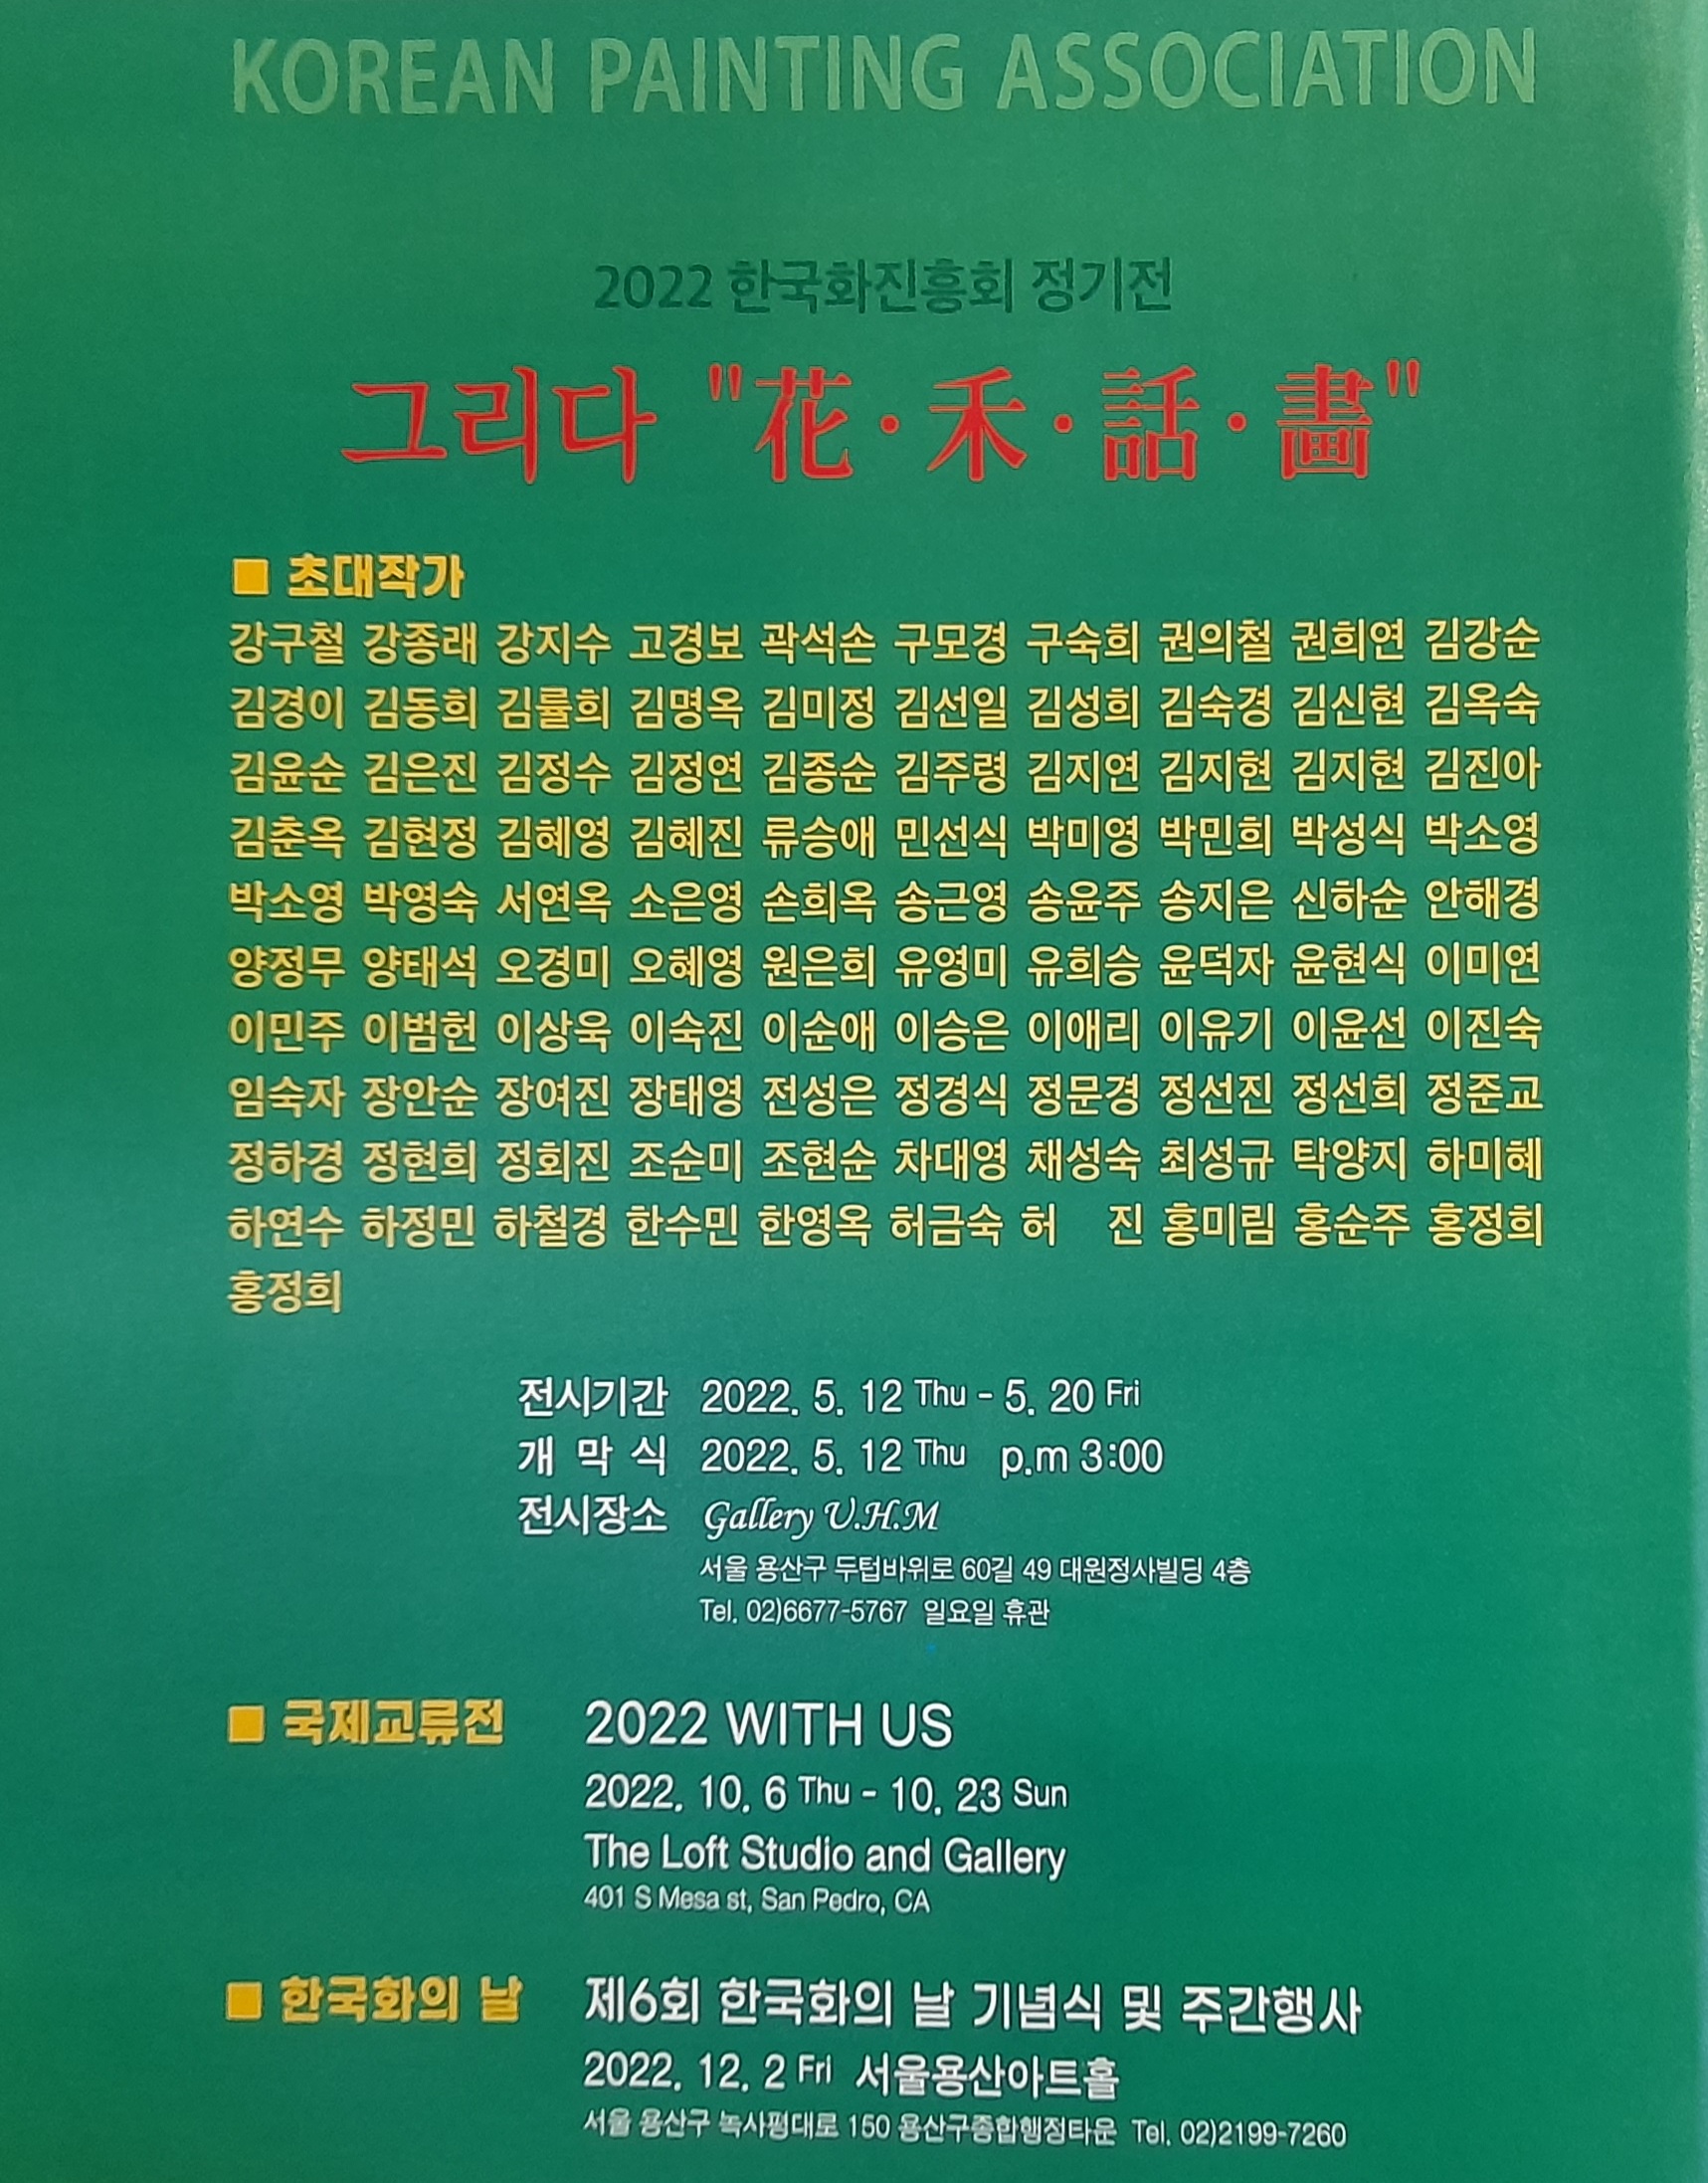 KOREAN PAINTING ASSOCIATION
2022 한국화진흥회 정기전
그리다 "花·禾·話·畵"
■ 초대작가
강구철 강종래 강지수 고경보 곽석손 구모경 구숙희 권의철 권희연 김강순
김경이 김동희 김률희 김명옥 김미정 김선일 김성희 김숙경 김신현 김옥숙
김윤순 김은진 김정수 김정연 김종순 김주령 김지연 김지현 김지현 김진아
김춘옥 김현정 김혜영 김혜진 류승애 민선식 박미영 박민희 박성식 박소영
박소영 박영숙 서연옥 소은영 손희옥 송근영 송윤주 송지은 신하순 안해경
양정무 양태석 오경미 오혜영 원은희 유영미 유희승 윤덕자 윤현식 이미연
이민주 이범헌 이상욱 이숙진 이순애 이승은 이애리 이유기 이윤선 이진숙
임숙자 장안순 장여진 장태영 전성은 정경식 정문경 정선진 정선희 정준교
정하경 정현희 정회진 조순미 조현순 차대영 채성숙 최성규 탁양지 하미혜
하연수 하정민 하철경 한수민 한영옥 허금숙 허 진 홍미림 홍순주 홍정희
홍정희
전시기간 2022. 5. 12 Thu - 5. 20 Fri
개 막 식 2022. 5. 12 Thu p.m 3:00
전시장소 Gallery U.H.M
서울 용산구 두텁바위로 60길 49 대원정사빌딩 4층
Tel. 02)6677-5767 일요일 휴관
■ 국제교류전 2022 WITH US
2022. 10. 6 Thu - 10. 23 Sun
The Loft Studio and Gallery
401 S Mesa st, San Pedro, CA
■ 한국화의 날 제6회 한국화의 날 기념식 및 주간행사
2022. 12. 2 Fri 서울용산아트홀
서울 용산구 녹사평대로 150 용산구종합행정타운 Tel. 02)2199-7260